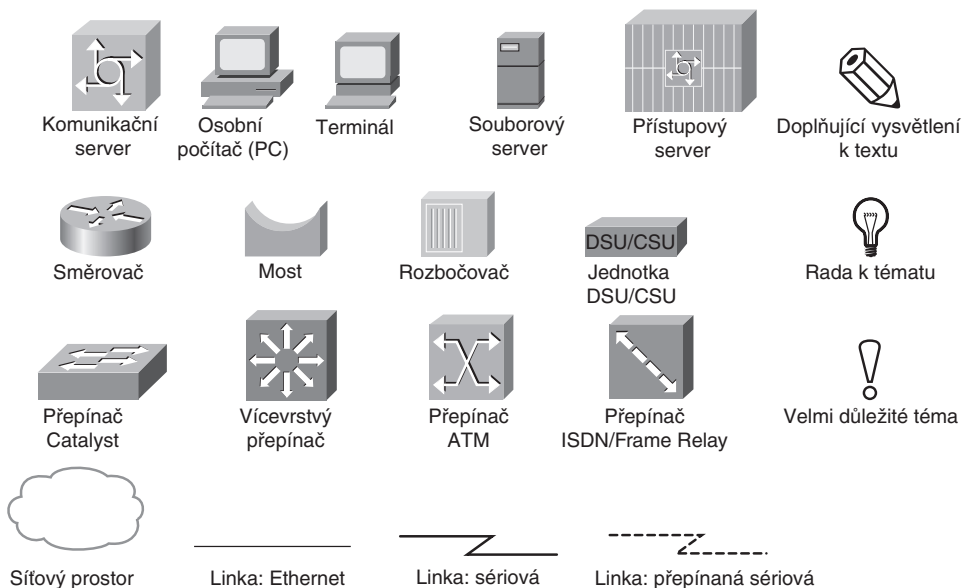 Komunikační
server
Osobní
počítač (PC)
Terminál
Souborový
server
Přístupový
server
Doplňující vysvětlení
k textu
Směrovač
Most
Rozbočovač
DSU/CSU
Jednotka
DSU/CSU
Rada k tématu
Přepínač
Catalyst
Vícevrstvý
přepínač
Přepínač
ATM
Přepínač
ISDN/Frame Relay
Velmi důležité téma
Síťový prostor
Linka: Ethernet
Linka: sériová
Linka: přepínaná sériová